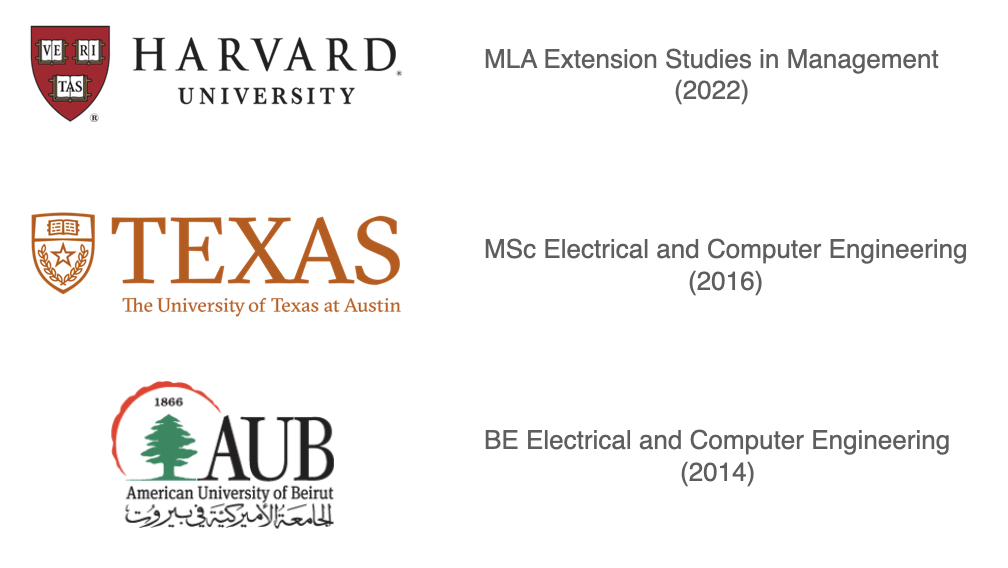 VE RI
TAS
HARVARD
UNIVERSITY
®
MLA Extension Studies in Management
(2022)
TEXAS
The University of Texas at Austin
MSc Electrical and Computer Engineering
(2016)
1866
AUB
American University of Beirut
الجامعة الأميركية في بيروت
BE Electrical and Computer Engineering
(2014)